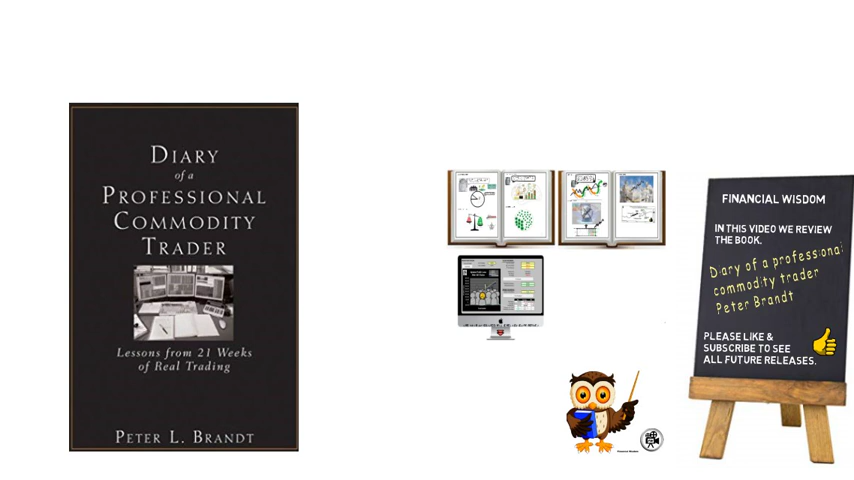 DIARY
of a
PROFESSIONAL
COMMODITY
TRADER
Lessons from 21 Weeks
of Real Trading
PETER L. BRANDT
FINANCIAL WISDOM
IN THIS VIDEO WE REVIEW
THE BOOK.
Diary of a professional
commodity trader
Peter Brandt
PLEASE LIKE &
SUBSCRIBE TO SEE
ALL FUTURE RELEASES.